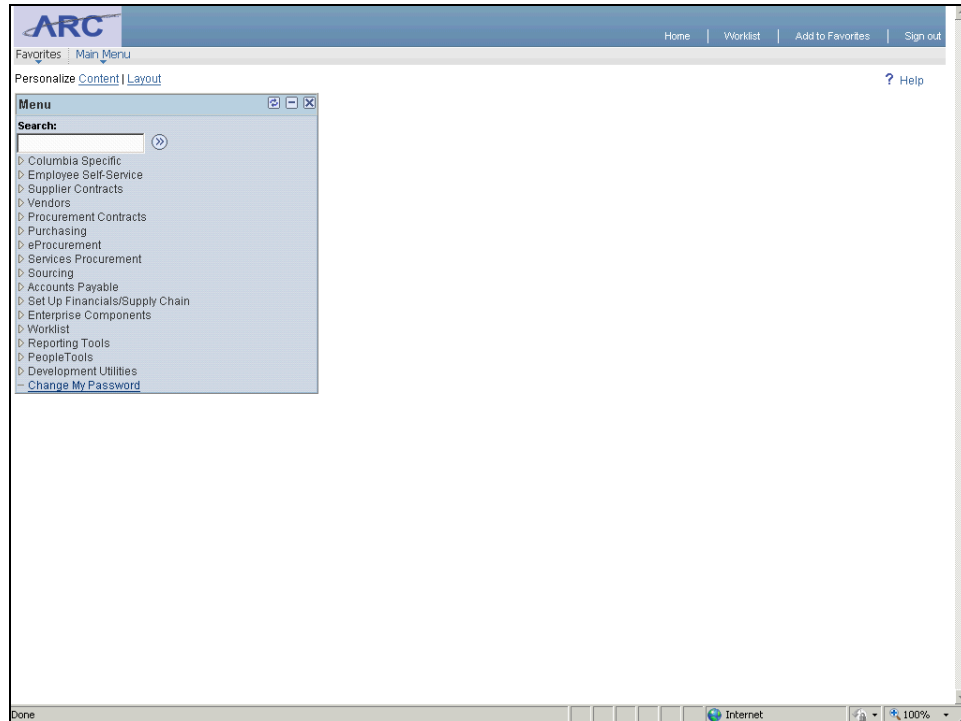 ARC
Home | Worklist | Add to Favorites | Sign out
Favorites Main Menu
Personalize Content | Layout
? Help
Menu
Search:
Columbia Specific
Employee Self-Service
Supplier Contracts
Vendors
Procurement Contracts
Purchasing
eProcurement
Services Procurement
Sourcing
Accounts Payable
Set Up Financials/Supply Chain
Enterprise Components
Worklist
Reporting Tools
PeopleTools
Development Utilities
Change My Password
Done Internet 100%